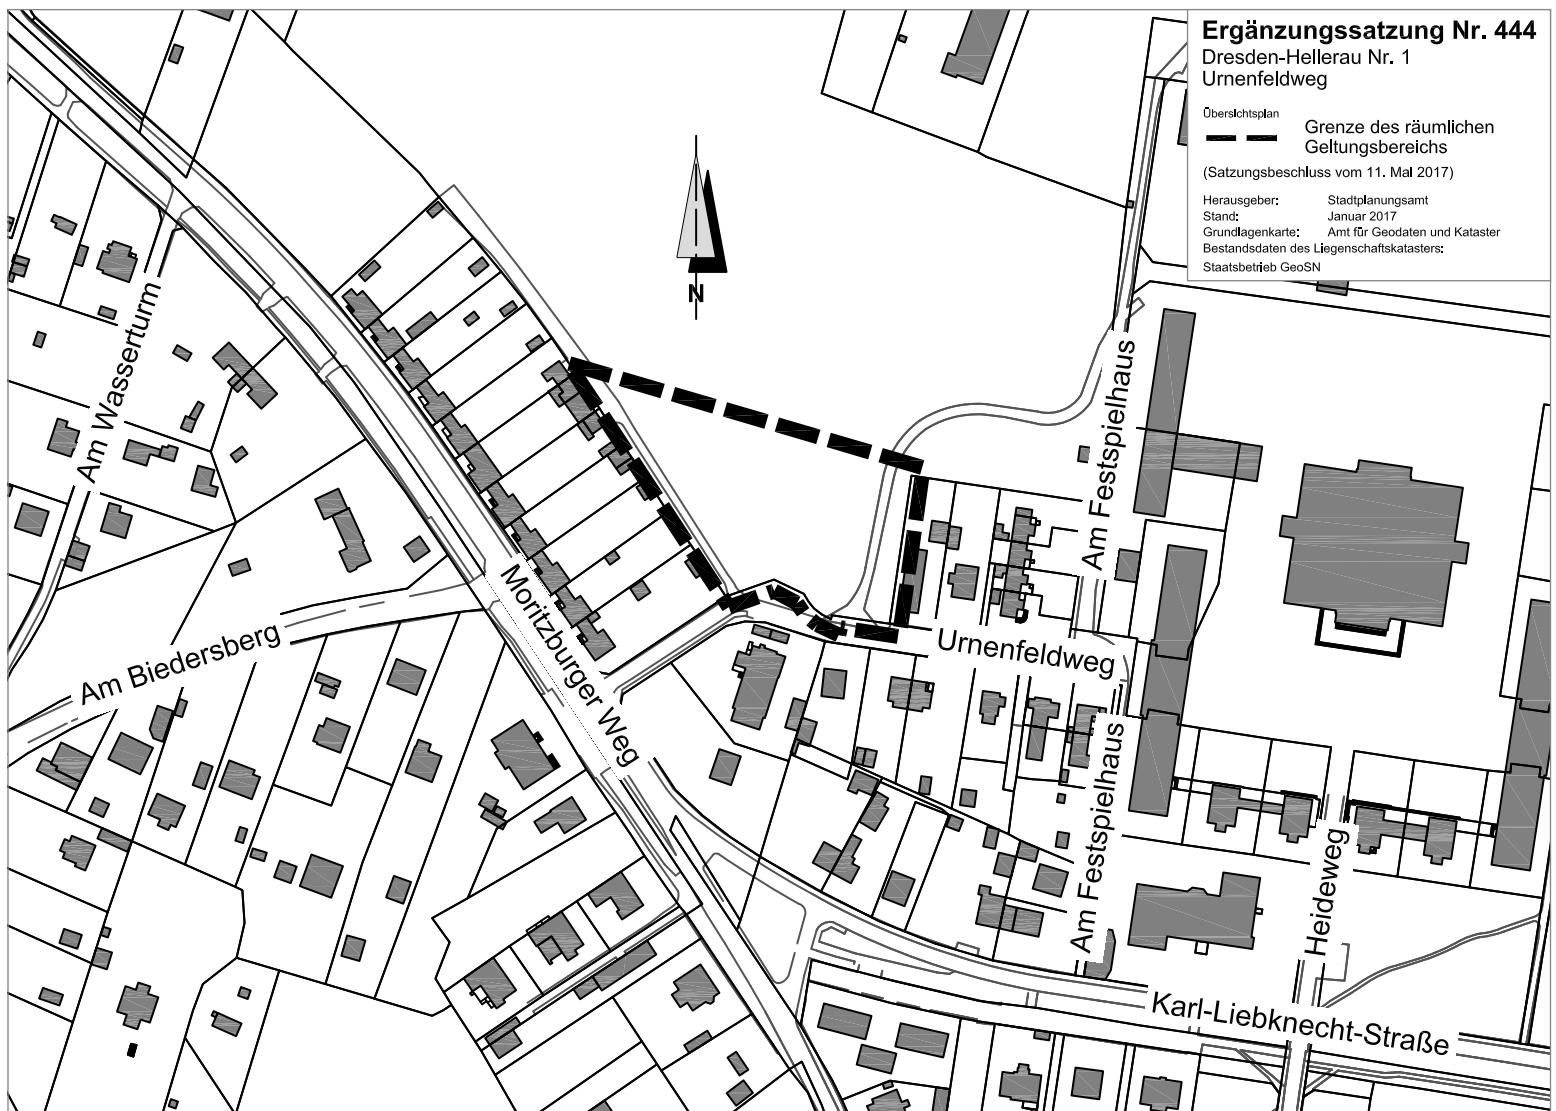 Ergänzungssatzung Nr. 444
Dresden-Hellerau Nr. 1
Urnenfeldweg
Übersichtsplan
Grenze des räumlichen
Geltungsbereichs
(Satzungsbeschluss vom 11. Mai 2017)
Herausgeber: Stadtplanungsamt
Stand: Januar 2017
Grundlagenkarte: Amt für Geodaten und Kataster
Bestandsdaten des Liegenschaftskatasters:
Staatsbetrieb GeoSN
N
Am Wasserturm
Am Festspielhaus
Moritzburger Weg
Am Biedersberg
Urnenfeldweg
Am Festspielhaus
Heideweg
Karl-Liebknecht-Straße